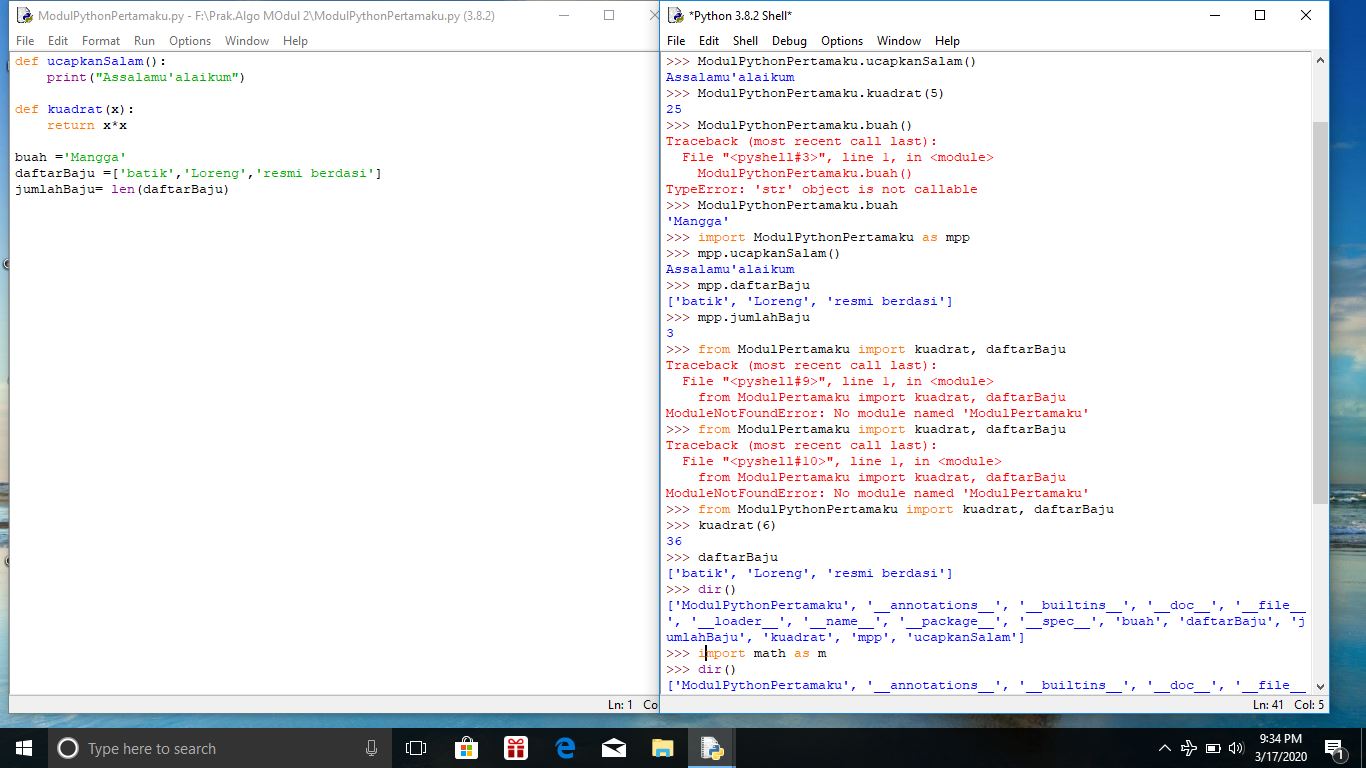 ModulPythonPertamaku.py - F:\Prak.Algo MOdul 2\ModulPythonPertamaku.py (3.8.2)
File Edit Format Run Options Window Help
def ucapkanSalam():
    print("Assalamu'alaikum")
def kuadrat(x):
    return x*x
buah ='Mangga'
daftarBaju =['batik','Loreng','resmi berdasi']
jumlahBaju= len(daftarBaju)
Ln: 1 Co
*Python 3.8.2 Shell*
File Edit Shell Debug Options Window Help
>>> ModulPythonPertamaku.ucapkanSalam()
Assalamu'alaikum
>>> ModulPythonPertamaku.kuadrat(5)
25
>>> ModulPythonPertamaku.buah()
Traceback (most recent call last):
  File "<pyshell#3>", line 1, in <module>
    ModulPythonPertamaku.buah()
TypeError: 'str' object is not callable
>>> ModulPythonPertamaku.buah
'Mangga'
>>> import ModulPythonPertamaku as mpp
>>> mpp.ucapkanSalam()
Assalamu'alaikum
>>> mpp.daftarBaju
['batik', 'Loreng', 'resmi berdasi']
>>> mpp.jumlahBaju
3
>>> from ModulPertamaku import kuadrat, daftarBaju
Traceback (most recent call last):
  File "<pyshell#9>", line 1, in <module>
    from ModulPertamaku import kuadrat, daftarBaju
ModuleNotFoundError: No module named 'ModulPertamaku'
>>> from ModulPertamaku import kuadrat, daftarBaju
Traceback (most recent call last):
  File "<pyshell#10>", line 1, in <module>
    from ModulPertamaku import kuadrat, daftarBaju
ModuleNotFoundError: No module named 'ModulPertamaku'
>>> from ModulPythonPertamaku import kuadrat, daftarBaju
>>> kuadrat(6)
36
>>> daftarBaju
['batik', 'Loreng', 'resmi berdasi']
>>> dir()
['ModulPythonPertamaku', '__annotations__', '__builtins__', '__doc__', '__file__
', '__loader__', '__name__', '__package__', '__spec__', 'buah', 'daftarBaju', 'j
umlahBaju', 'kuadrat', 'mpp', 'ucapkanSalam']
>>> import math as m
>>> dir()
['ModulPythonPertamaku', '__annotations__', '__builtins__', '__doc__', '__file__
Ln: 41 Col: 5
Type here to search
9:34 PM
3/17/2020
1